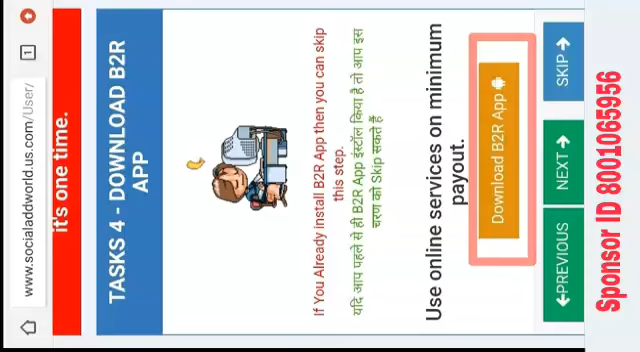 www.socialaddworld.us.com/User/
1
it's one time.
TASKS 4 - DOWNLOAD B2R
APP
If You Already install B2R App then you can skip
this step.
यदि आप पहले से ही B2R App इंस्टॉल किया है तो आप इस
चरण को Skip सकते हैं
Use online services on minimum
payout.
Download B2R App
PREVIOUS
NEXT
SKIP
Sponsor ID 8001065956